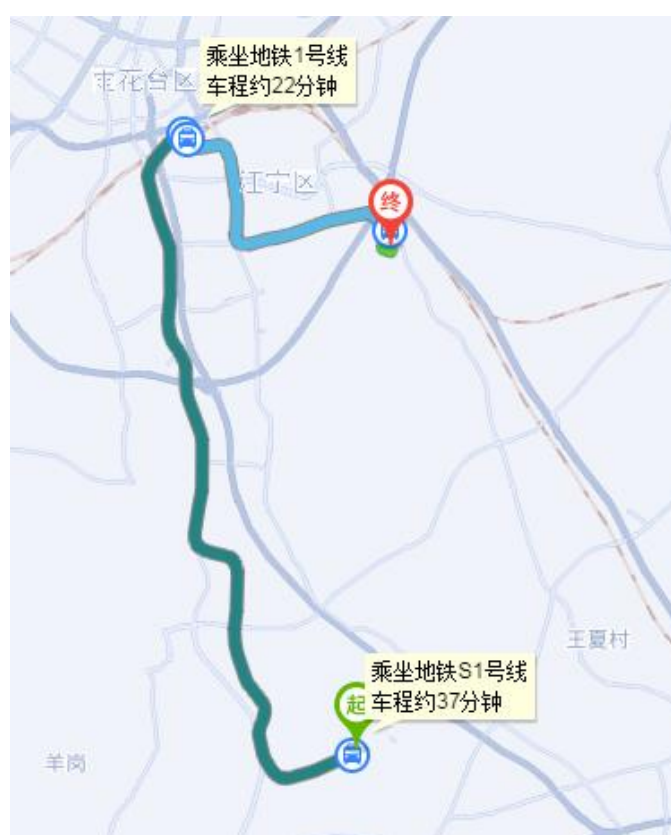 乘坐地铁1号线
车程约22分钟
雨花台区
江宁区
终
王夏村
乘坐地铁S1号线
车程约37分钟
起
羊岗